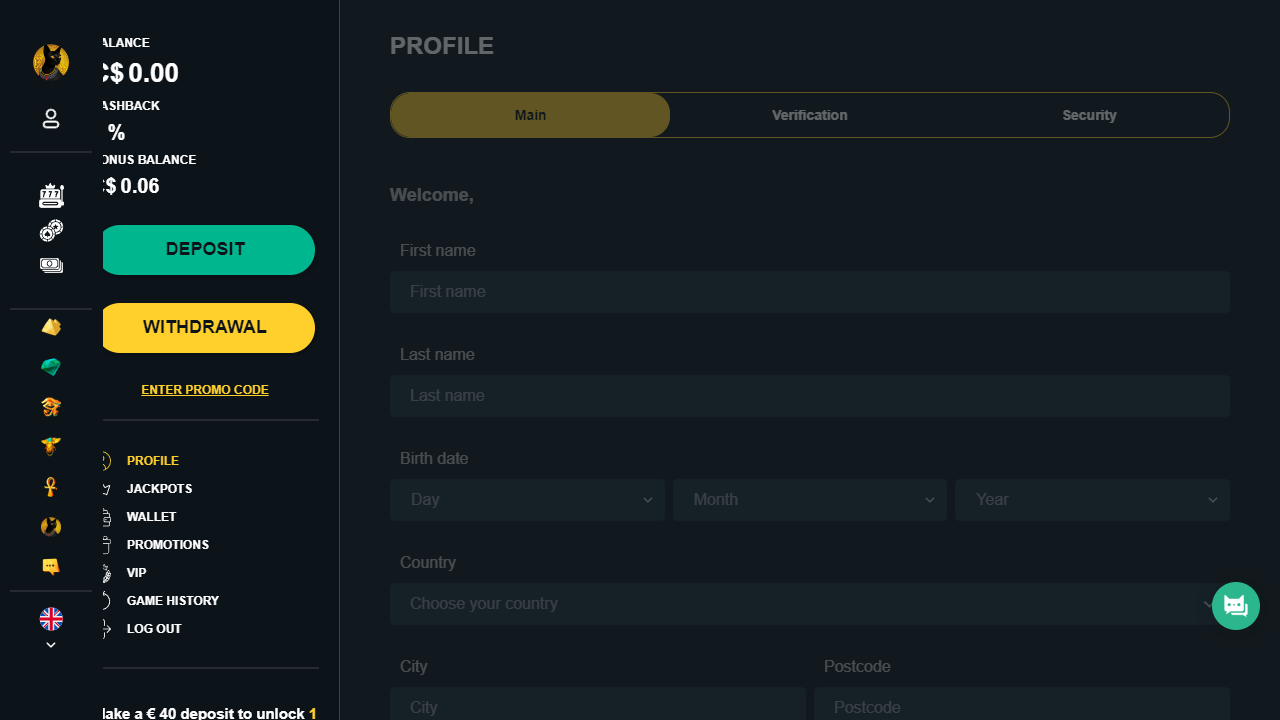 ALANCE
C$ 0.00
ASHBACK
%
ONUS BALANCE
C$ 0.06
DEPOSIT
WITHDRAWAL
ENTER PROMO CODE
PROFILE
JACKPOTS
WALLET
PROMOTIONS
VIP
GAME HISTORY
LOG OUT
Make a € 40 deposit to unlock 1
PROFILE
Main
Verification
Security
Welcome,
First name
First name
Last name
Last name
Birth date
Day
Month
Year
Country
Choose your country
City
Postcode
City
Postcode